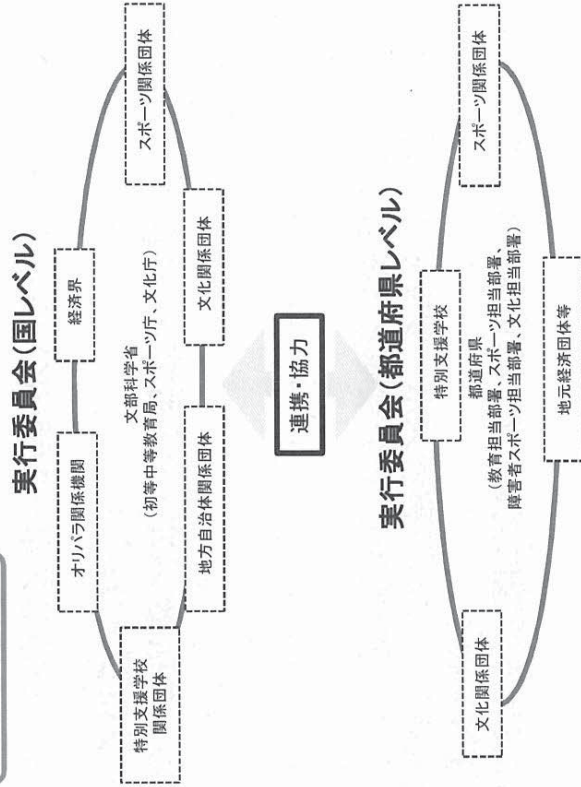 実行委員会(国レベル)
オリパラ関係機関
経済界
特別支援学校
関係団体
文部科学省
(初等中等教育局、スポーツ庁、文化庁)
スポーツ関係団体
地方自治体関係団体
文化関係団体
連携・協力
実行委員会(都道府県レベル)
特別支援学校
文化関係団体
都道府県
(教育担当部署、スポーツ担当部署、
障害者スポーツ担当部署、文化担当部署)
スポーツ関係団体
地元経済団体等